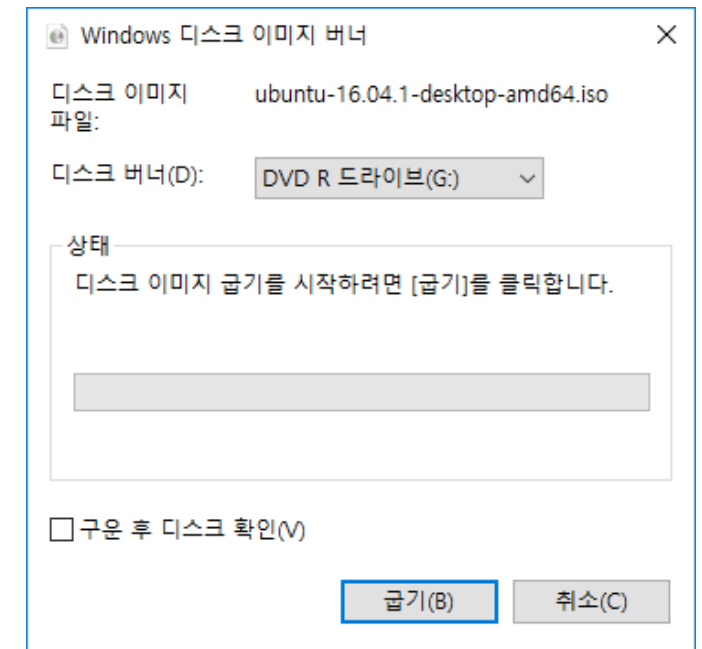 Windows 디스크 이미지 버너
디스크 이미지 파일:
ubuntu-16.04.1-desktop-amd64.iso
디스크 버너(D):
DVD R 드라이브(G:)
상태
디스크 이미지 굽기를 시작하려면 [굽기]를 클릭합니다.
구운 후 디스크 확인(V)
굽기(B)
취소(C)